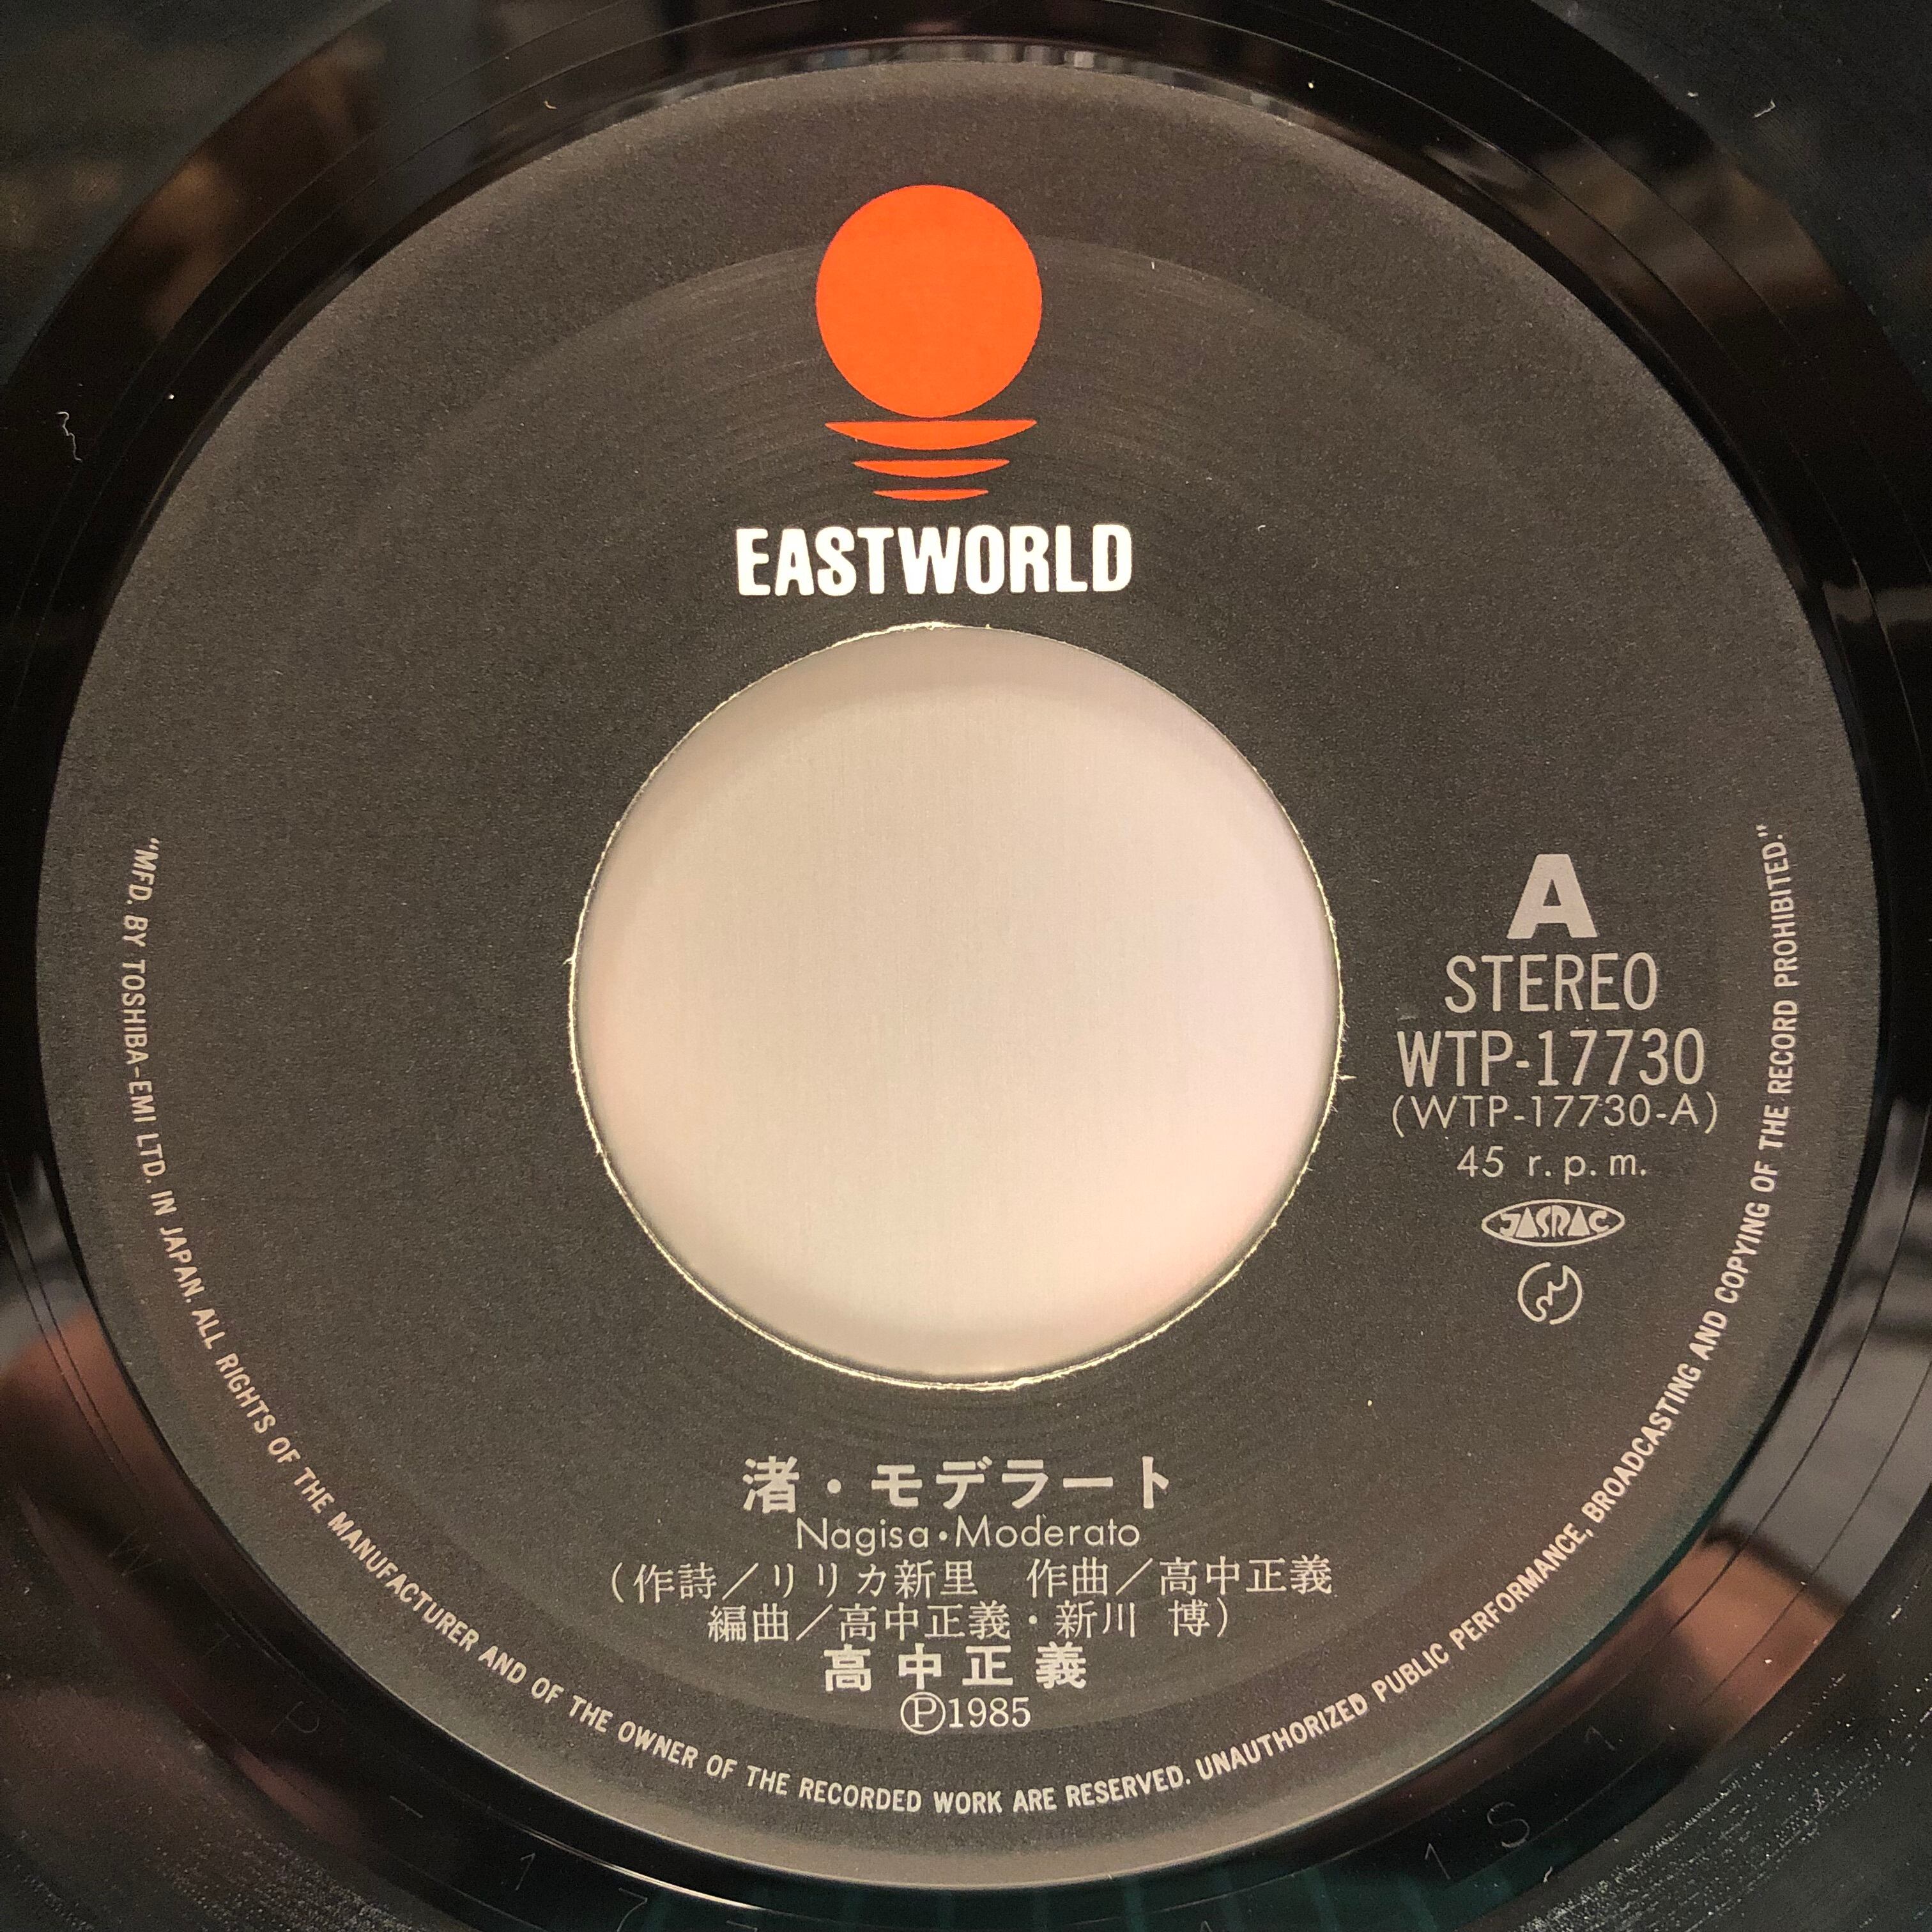 EASTWORLD
A
STEREO
WTP-17730
(WTP-17730-A)
45 r.p.m.
JASRAC
渚・モデラート
Nagisa・Moderato
(作詩／リリカ新里　作曲／高中正義
編曲／高中正義・新川 博)
高中正義
Ⓟ1985
"MFD. BY TOSHIBA-EMI LTD. IN JAPAN. ALL RIGHTS OF THE MANUFACTURER AND OF THE OWNER OF THE RECORDED WORK ARE RESERVED. UNAUTHORIZED PUBLIC PERFORMANCE, BROADCASTING AND COPYING OF THE RECORD PROHIBITED."